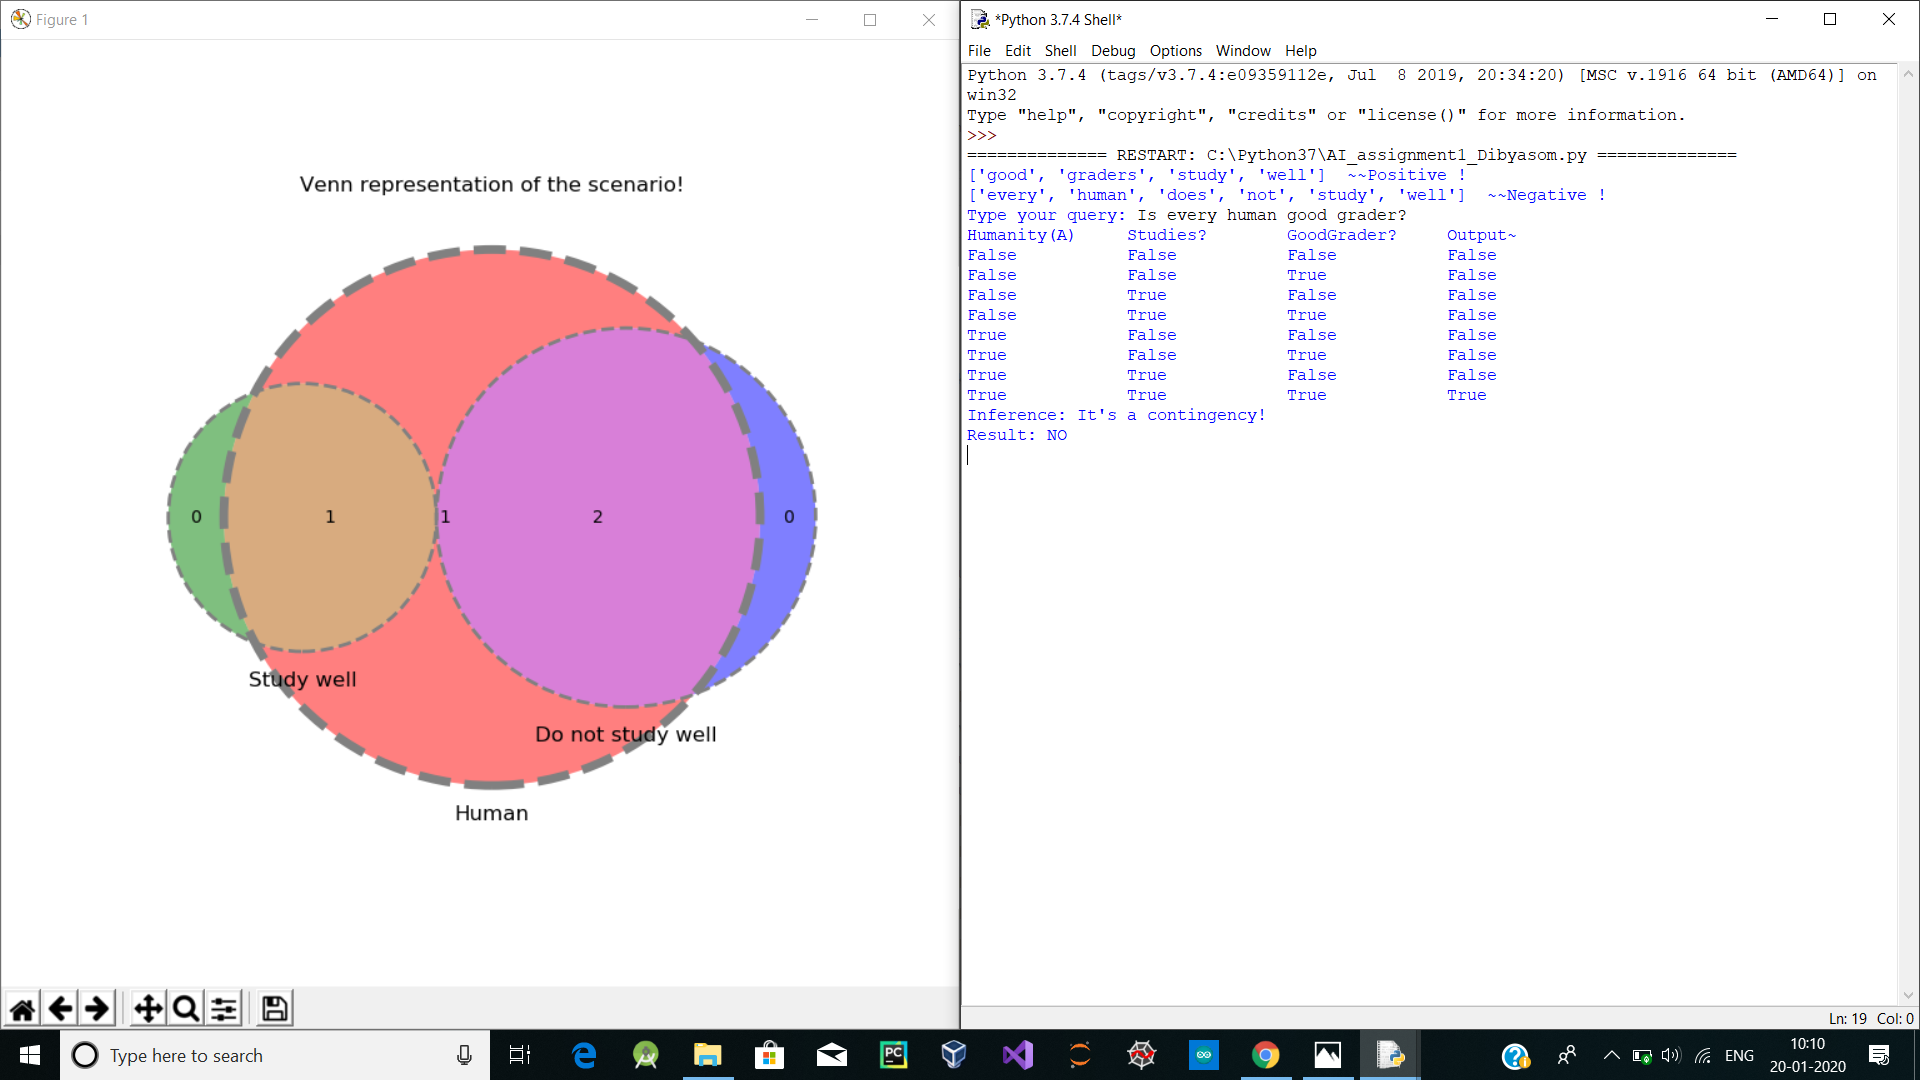 Figure 1
Venn representation of the scenario!
0
1
1
2
0
Study well
Do not study well
Human
*Python 3.7.4 Shell*
File Edit Shell Debug Options Window Help
Python 3.7.4 (tags/v3.7.4:e09359112e, Jul  8 2019, 20:34:20) [MSC v.1916 64 bit (AMD64)] on
win32
Type "help", "copyright", "credits" or "license()" for more information.
>>>
============== RESTART: C:\Python37\AI_assignment1_Dibyasom.py ==============
['good', 'graders', 'study', 'well']  ~~Positive !
['every', 'human', 'does', 'not', 'study', 'well']  ~~Negative !
Type your query: Is every human good grader?
Humanity(A) Studies? GoodGrader? Output~
False False False False
False False True False
False True False False
False True True False
True False False False
True False True False
True True False False
True True True True
Inference: It's a contingency!
Result: NO
Ln: 19 Col: 0
Type here to search
PC
ENG
10:10
20-01-2020